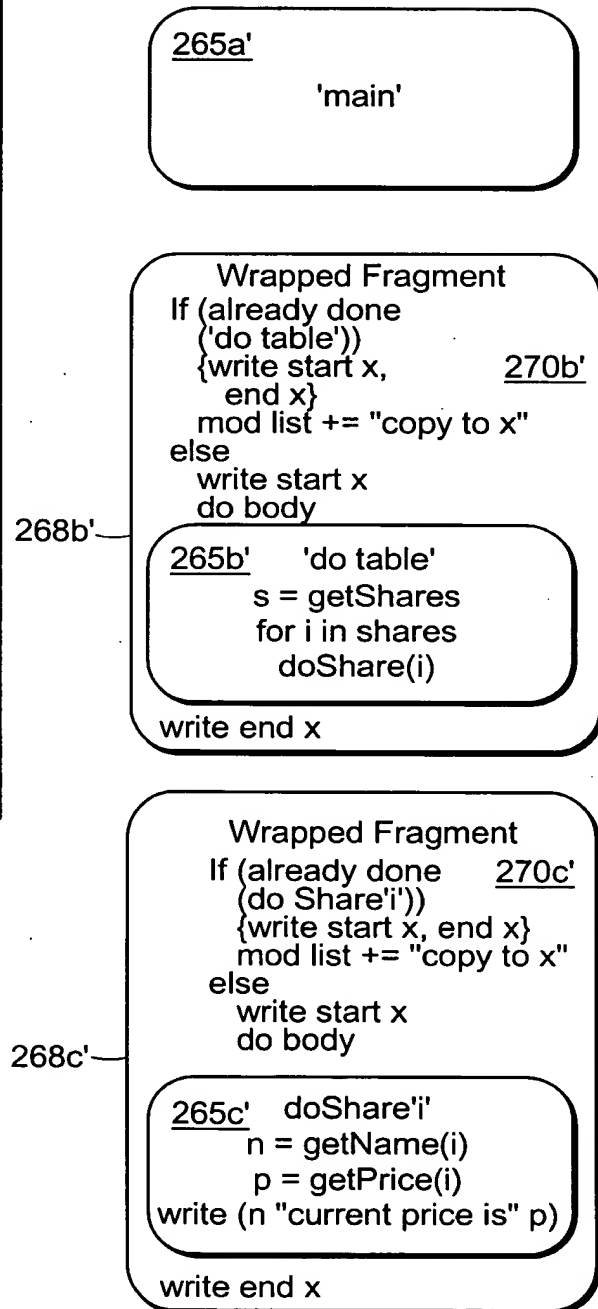 265a'
'main'
Wrapped Fragment
If (already done
('do table'))
{write start x, 270b'
end x}
mod list += "copy to x"
else
write start x
do body
268b'
265b' 'do table'
s = getShares
for i in shares
doShare(i)
write end x
Wrapped Fragment
If (already done 270c'
(do Share'i'))
{write start x, end x}
mod list += "copy to x"
else
write start x
do body
268c'
265c' doShare'i'
n = getName(i)
p = getPrice(i)
write (n "current price is" p)
write end x